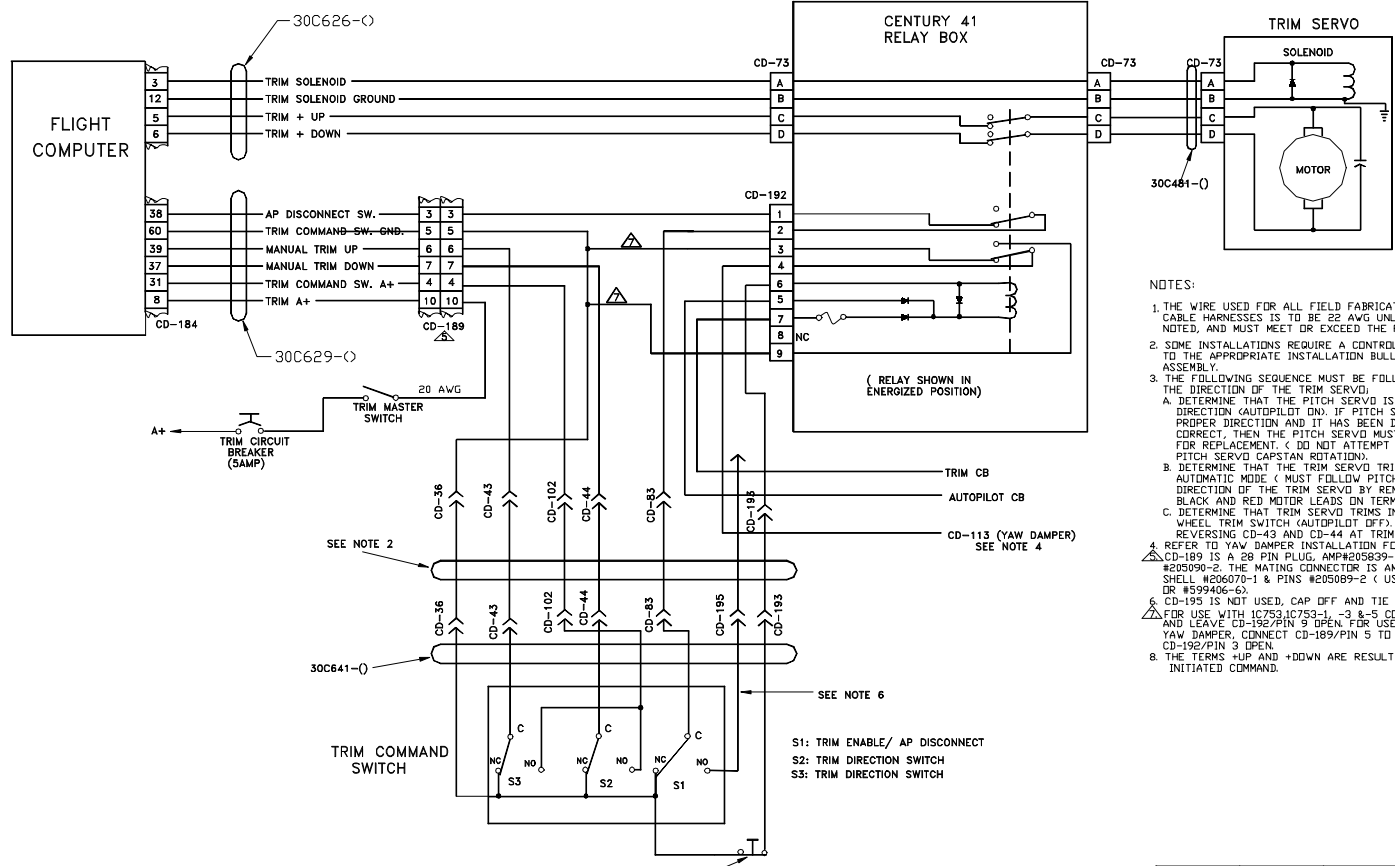 30C626-()
CENTURY 41
RELAY BOX
TRIM SERVO
SOLENOID
CD-73
CD-73
CD-73
FLIGHT
COMPUTER
3 TRIM SOLENOID A A A
12 TRIM SOLENOID GROUND B B B
5 TRIM + UP C C C
6 TRIM + DOWN D D D
MOTOR
30C481-()
CD-192
38 AP DISCONNECT SW. 3 3 1
60 TRIM COMMAND SW. GND. 5 5 2
39 MANUAL TRIM UP 6 6 3
37 MANUAL TRIM DOWN 7 7 4
31 TRIM COMMAND SW. A+ 4 4 6
8 TRIM A+ 10 10 5
7
8 NC
9
7
7
CD-184
CD-189
5
30C629-()
( RELAY SHOWN IN
ENERGIZED POSITION)
20 AWG
TRIM MASTER
SWITCH
A+
TRIM CIRCUIT
BREAKER
(5AMP)
TRIM CB
AUTOPILOT CB
CD-113 (YAW DAMPER)
SEE NOTE 4
CD-36
CD-43
CD-102
CD-44
CD-83
CD-193
SEE NOTE 2
CD-36
CD-43
CD-102
CD-44
CD-83
CD-195
CD-193
30C641-()
SEE NOTE 6
TRIM COMMAND
SWITCH
C C C
NC NO NC NO NC NO
S3 S2 S1
S1: TRIM ENABLE/ AP DISCONNECT
S2: TRIM DIRECTION SWITCH
S3: TRIM DIRECTION SWITCH
NOTES:
1. THE WIRE USED FOR ALL FIELD FABRICA
CABLE HARNESSES IS TO BE 22 AWG UNL
NOTED, AND MUST MEET OR EXCEED THE
2. SOME INSTALLATIONS REQUIRE A CONTROL
TO THE APPROPRIATE INSTALLATION BULL
ASSEMBLY.
3. THE FOLLOWING SEQUENCE MUST BE FOLL
THE DIRECTION OF THE TRIM SERVO;
A. DETERMINE THAT THE PITCH SERVO IS
DIRECTION (AUTOPILOT ON). IF PITCH S
PROPER DIRECTION AND IT HAS BEEN D
CORRECT, THEN THE PITCH SERVO MUS
FOR REPLACEMENT. ( DO NOT ATTEMPT
PITCH SERVO CAPSTAN ROTATION).
B. DETERMINE THAT THE TRIM SERVO TRI
AUTOMATIC MODE ( MUST FOLLOW PITCH
DIRECTION OF THE TRIM SERVO BY REM
BLACK AND RED MOTOR LEADS ON TERM
C. DETERMINE THAT TRIM SERVO TRIMS IN
WHEEL TRIM SWITCH (AUTOPILOT OFF).
REVERSING CD-43 AND CD-44 AT TRIM
4. REFER TO YAW DAMPER INSTALLATION FO
5 CD-189 IS A 28 PIN PLUG, AMP#205839-
#205090-2. THE MATING CONNECTOR IS AM
SHELL #206070-1 & PINS #205089-2 ( US
OR #599406-6).
6. CD-195 IS NOT USED, CAP OFF AND TIE
7 FOR USE WITH 1C753,1C753-1, -3 &-5 CO
AND LEAVE CD-192/PIN 9 OPEN. FOR USE
YAW DAMPER, CONNECT CD-189/PIN 5 TO
CD-192/PIN 3 OPEN.
8. THE TERMS +UP AND +DOWN ARE RESULT
INITIATED COMMAND.